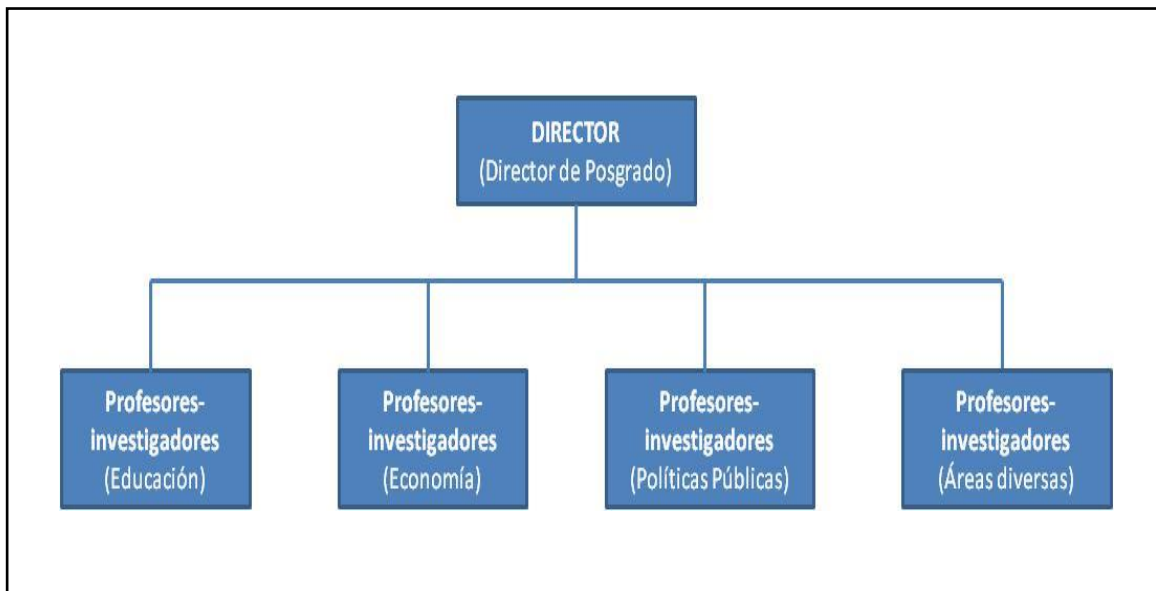 DIRECTOR
(Director de Posgrado)
Profesores-
investigadores
(Educación)
Profesores-
investigadores
(Economía)
Profesores-
investigadores
(Políticas Públicas)
Profesores-
investigadores
(Áreas diversas)